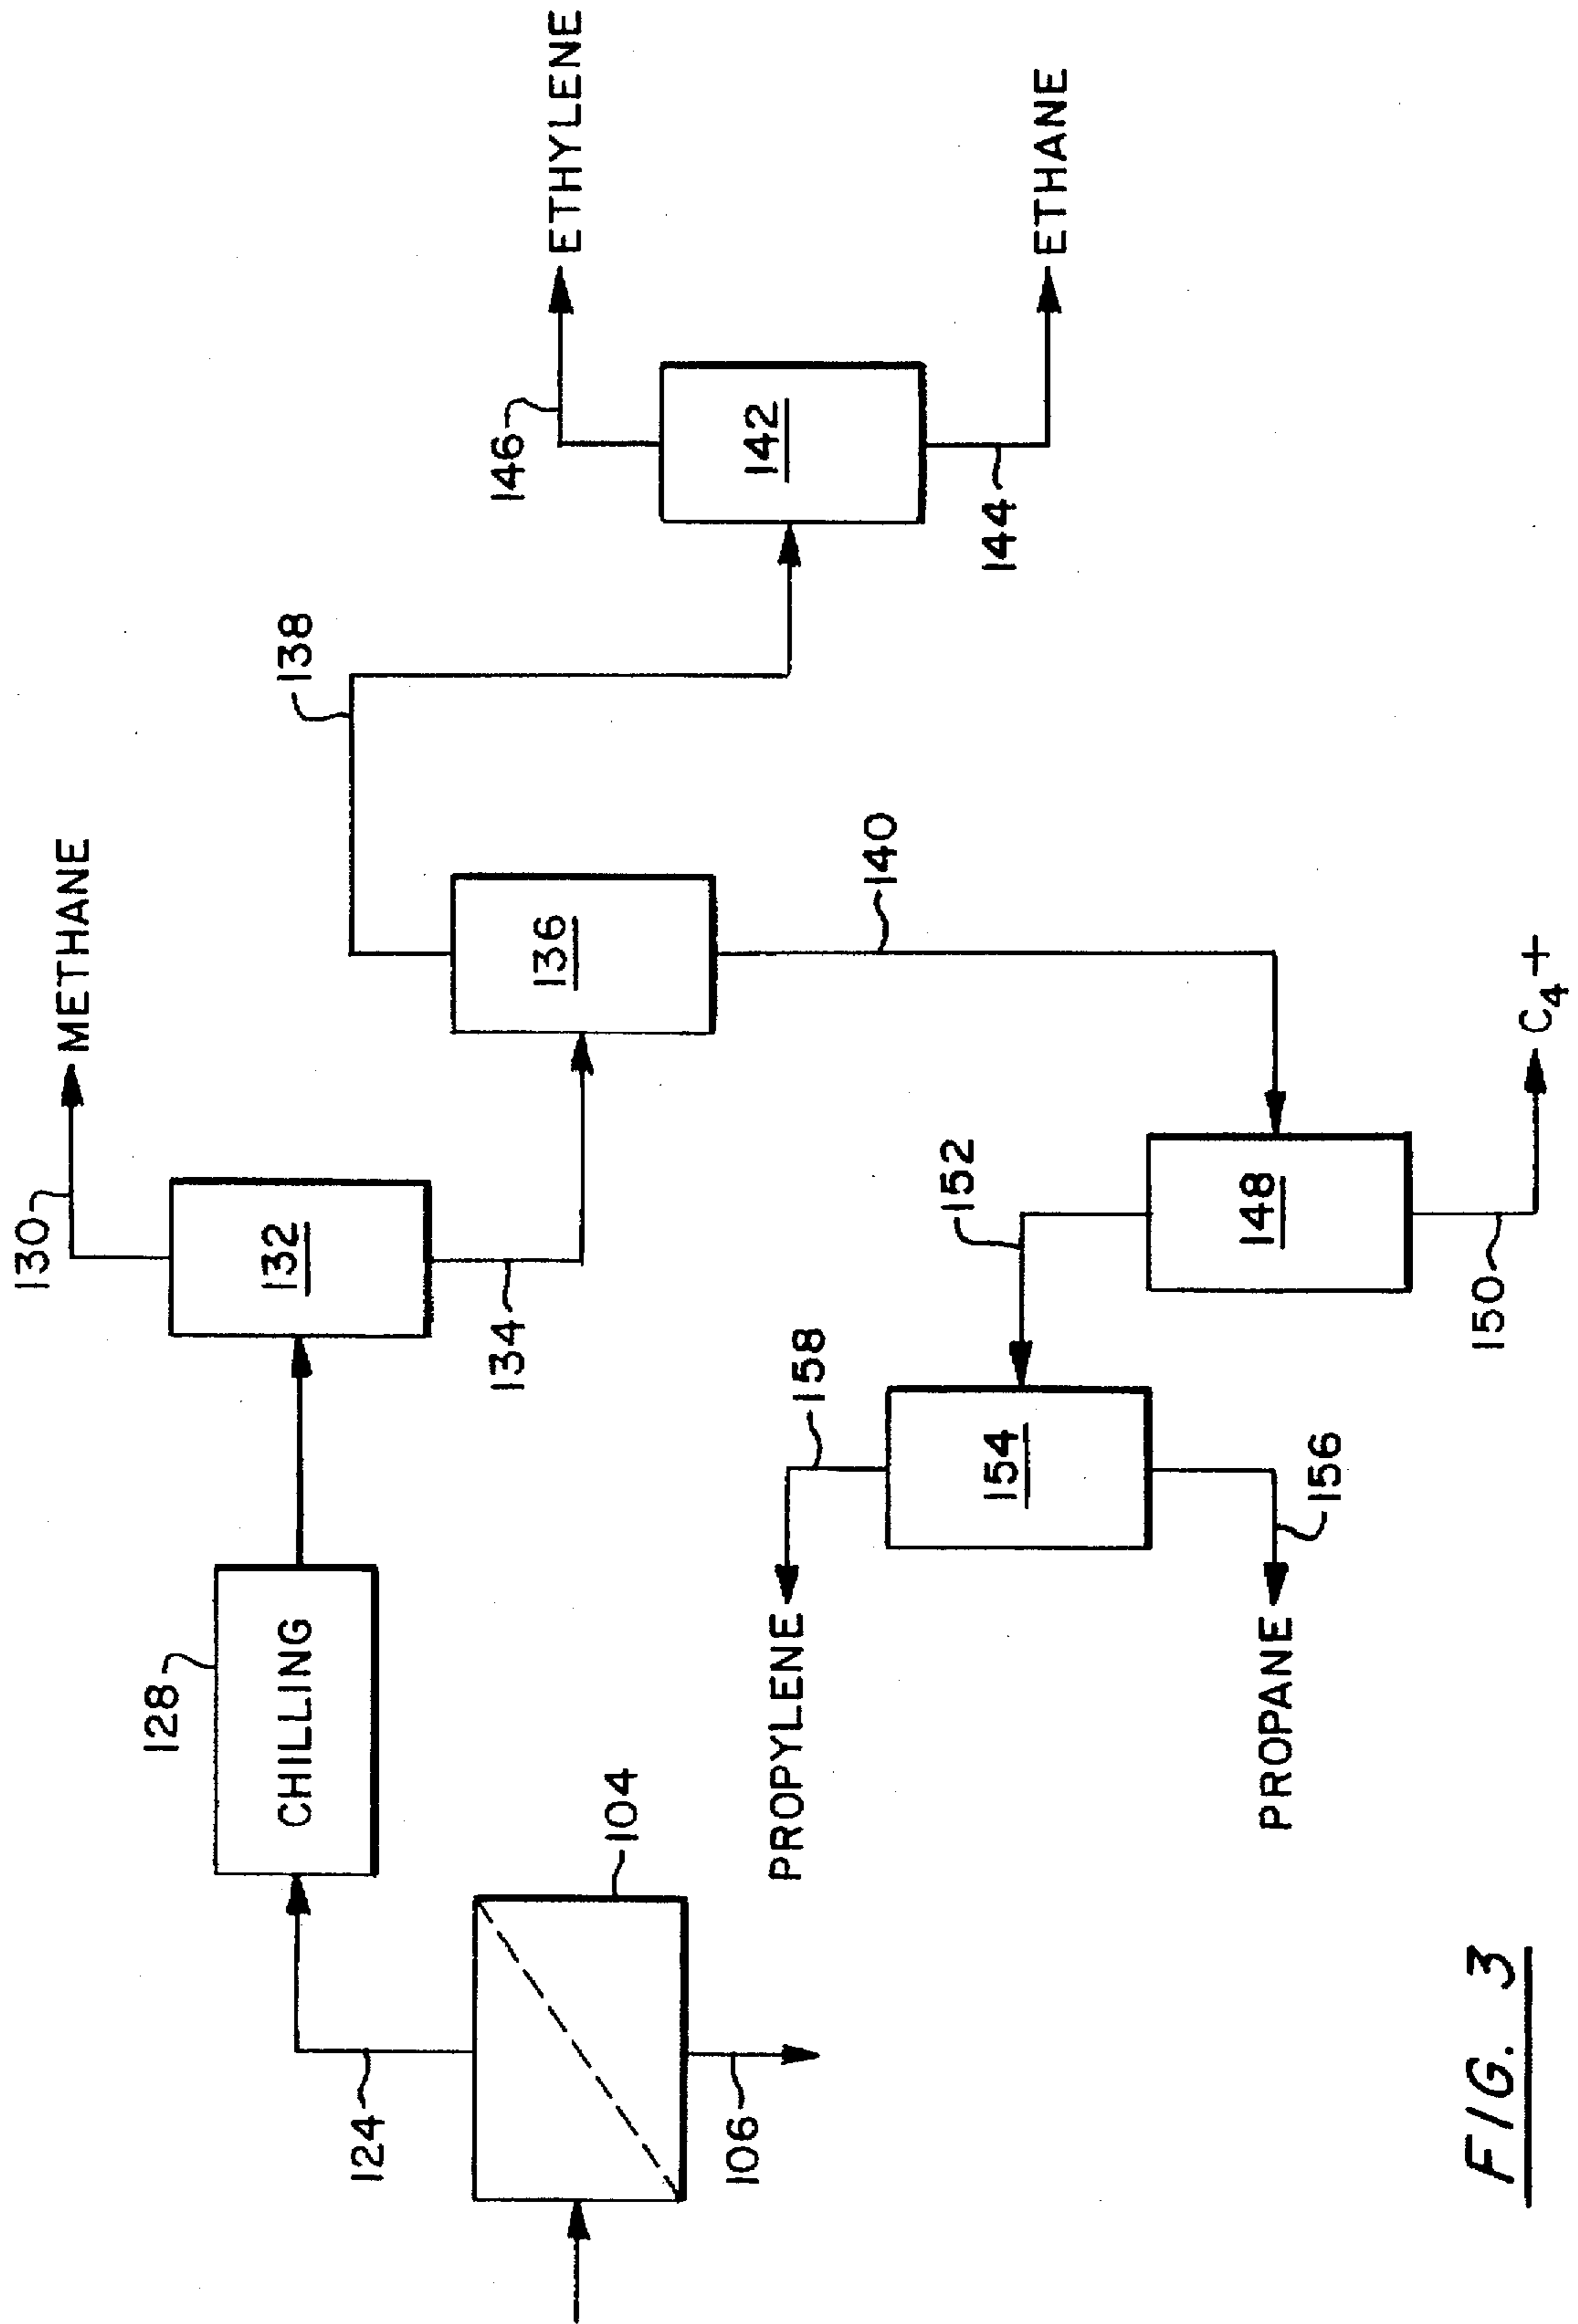 130
METHANE
146
ETHYLENE
138
128
CHILLING
132
134
136
142
144
ETHANE
124
104
106
140
158
152
PROPYLENE
154
148
156
PROPANE
150
C₄+
FIG. 3